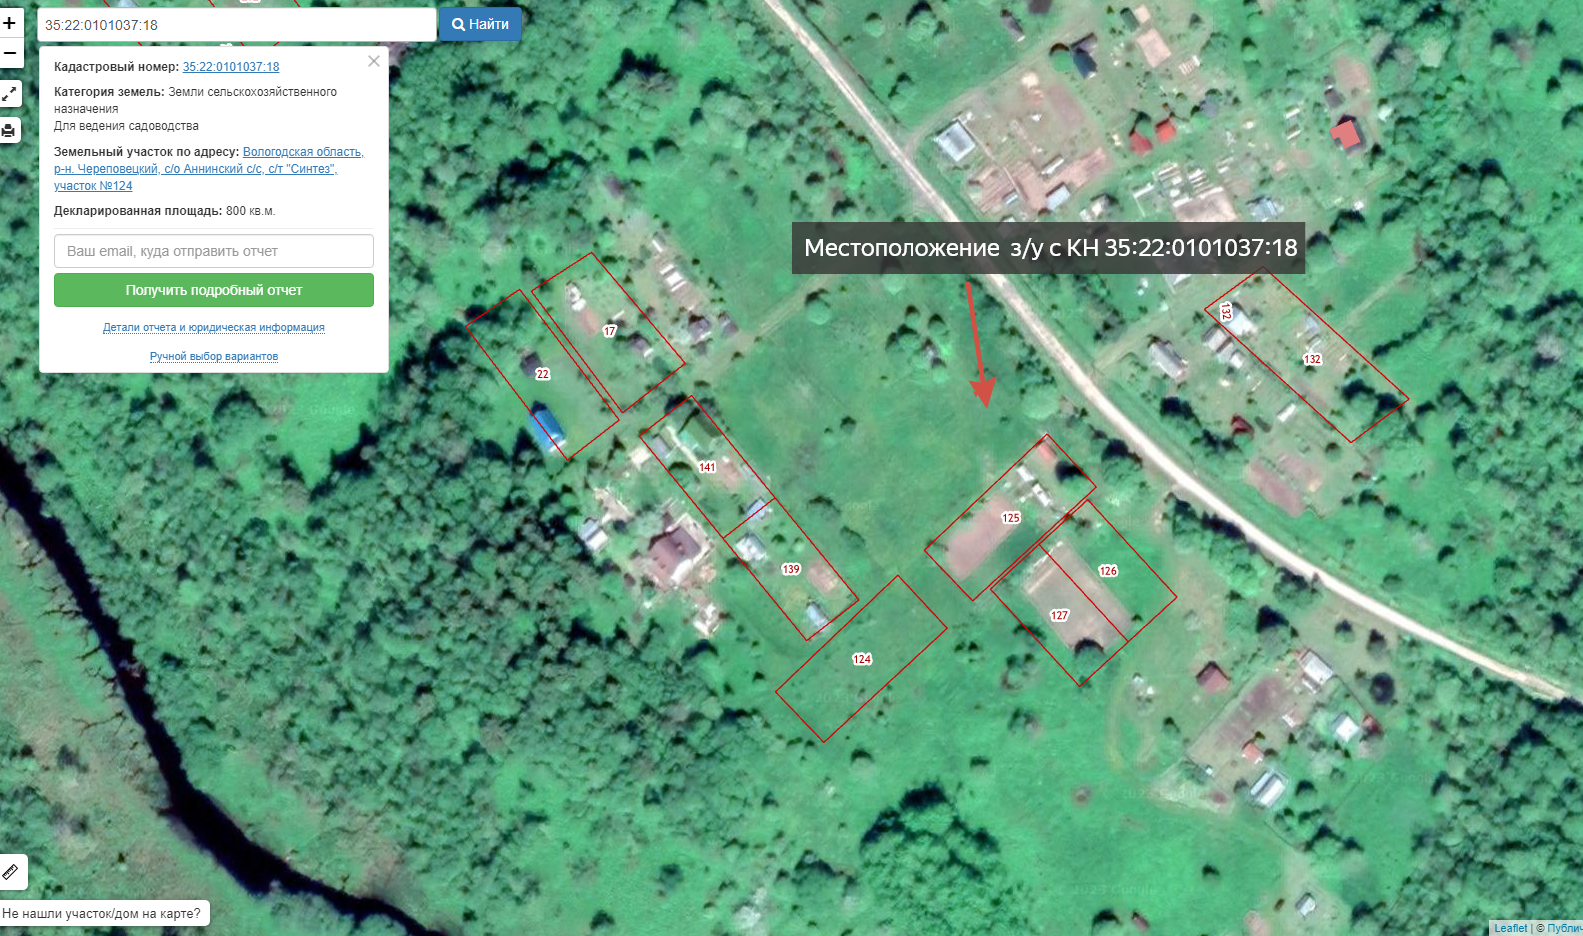 +
35:22:0101037:18
Найти
−
Кадастровый номер: 35:22:0101037:18
Категория земель: Земли сельскохозяйственного
назначения
Для ведения садоводства
Земельный участок по адресу: Вологодская область,
р-н. Череповецкий, с/о Аннинский с/с, с/т "Синтез",
участок №124
Декларированная площадь: 800 кв.м.
Ваш email, куда отправить отчет
Получить подробный отчет
Детали отчета и юридическая информация
Ручной выбор вариантов
Местоположение з/у с КН 35:22:0101037:18
132
17
132
22
141
125
139
126
127
124
Не нашли участок/дом на карте?
Leaflet | © Публич